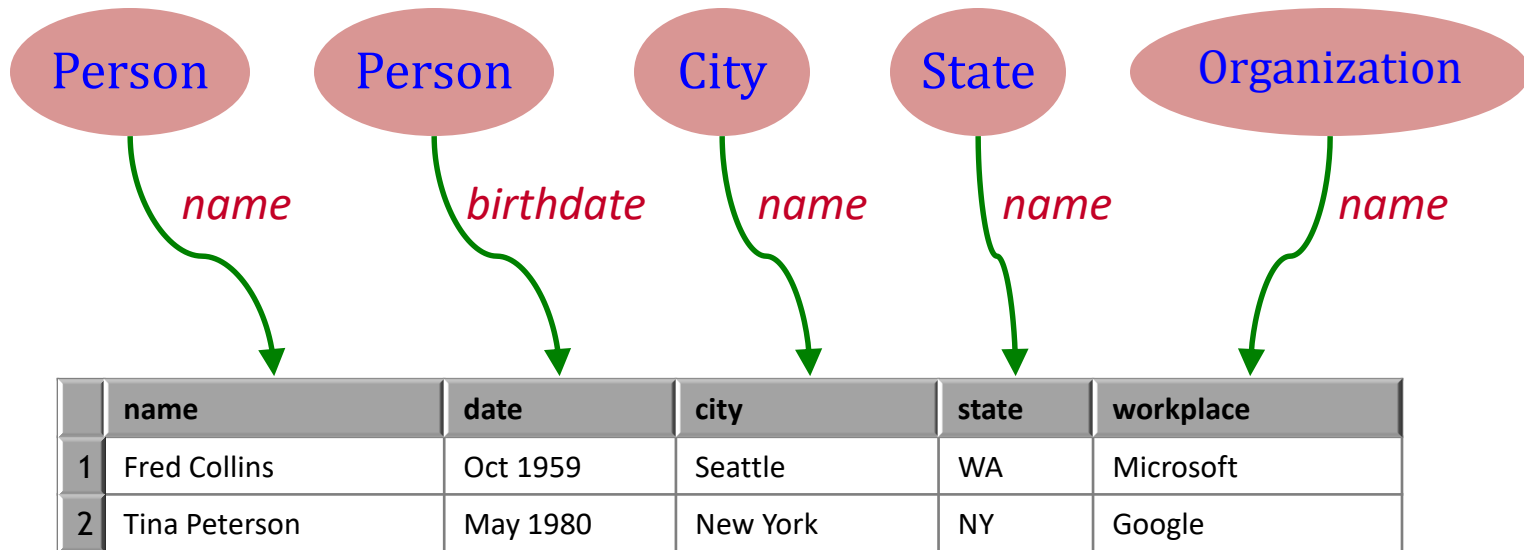 Person Person City State Organization
name birthdate name name name
name date city state workplace
1 Fred Collins Oct 1959 Seattle WA Microsoft
2 Tina Peterson May 1980 New York NY Google